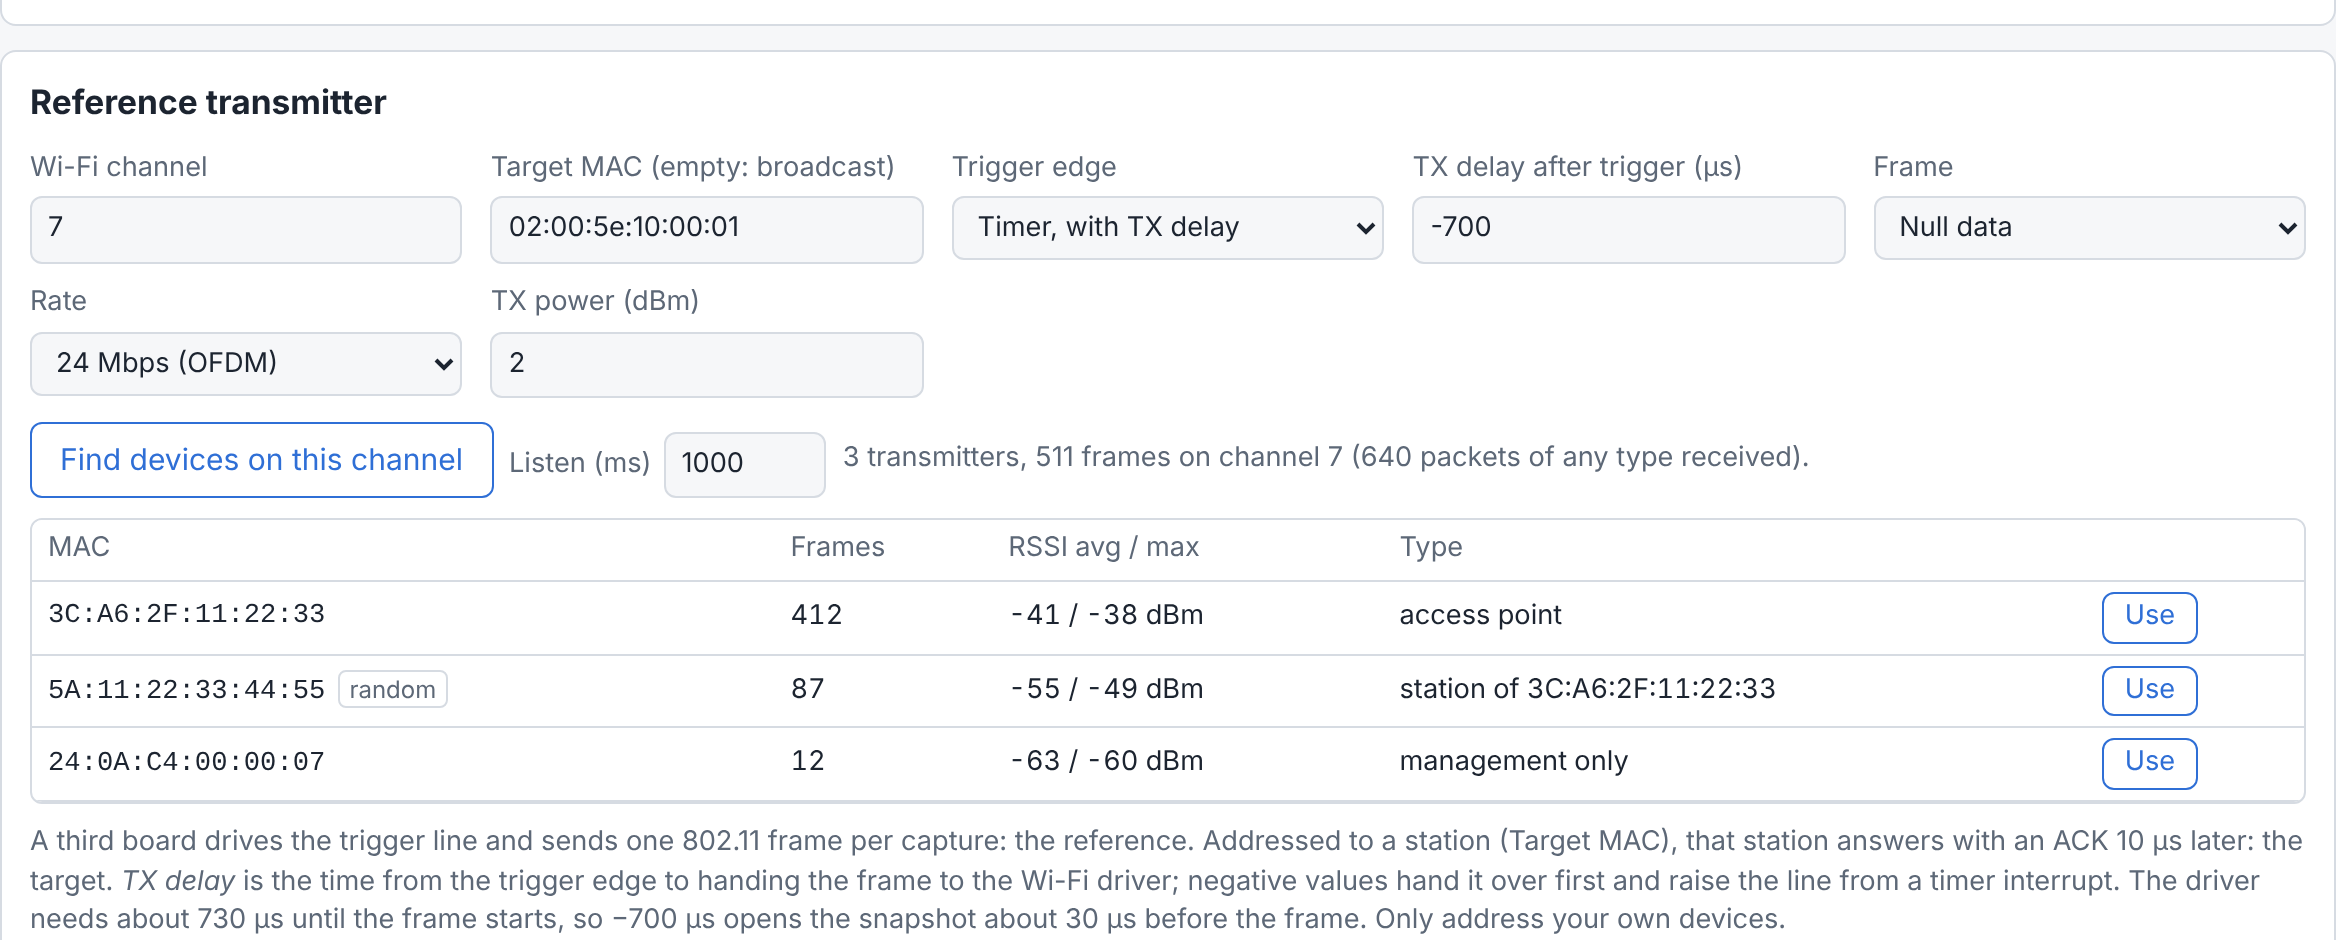 Reference transmitter
Wi-Fi channel
Target MAC (empty: broadcast)
Trigger edge
TX delay after trigger (µs)
Frame
7
02:00:5e:10:00:01
Timer, with TX delay
-700
Null data
Rate
TX power (dBm)
24 Mbps (OFDM)
2
Find devices on this channel
Listen (ms)
1000
3 transmitters, 511 frames on channel 7 (640 packets of any type received).
MAC Frames RSSI avg / max Type
3C:A6:2F:11:22:33 412 -41 / -38 dBm access point Use
5A:11:22:33:44:55 random 87 -55 / -49 dBm station of 3C:A6:2F:11:22:33 Use
24:0A:C4:00:00:07 12 -63 / -60 dBm management only Use
A third board drives the trigger line and sends one 802.11 frame per capture: the reference. Addressed to a station (Target MAC), that station answers with an ACK 10 µs later: the
target. TX delay is the time from the trigger edge to handing the frame to the Wi-Fi driver; negative values hand it over first and raise the line from a timer interrupt. The driver
needs about 730 µs until the frame starts, so −700 µs opens the snapshot about 30 µs before the frame. Only address your own devices.